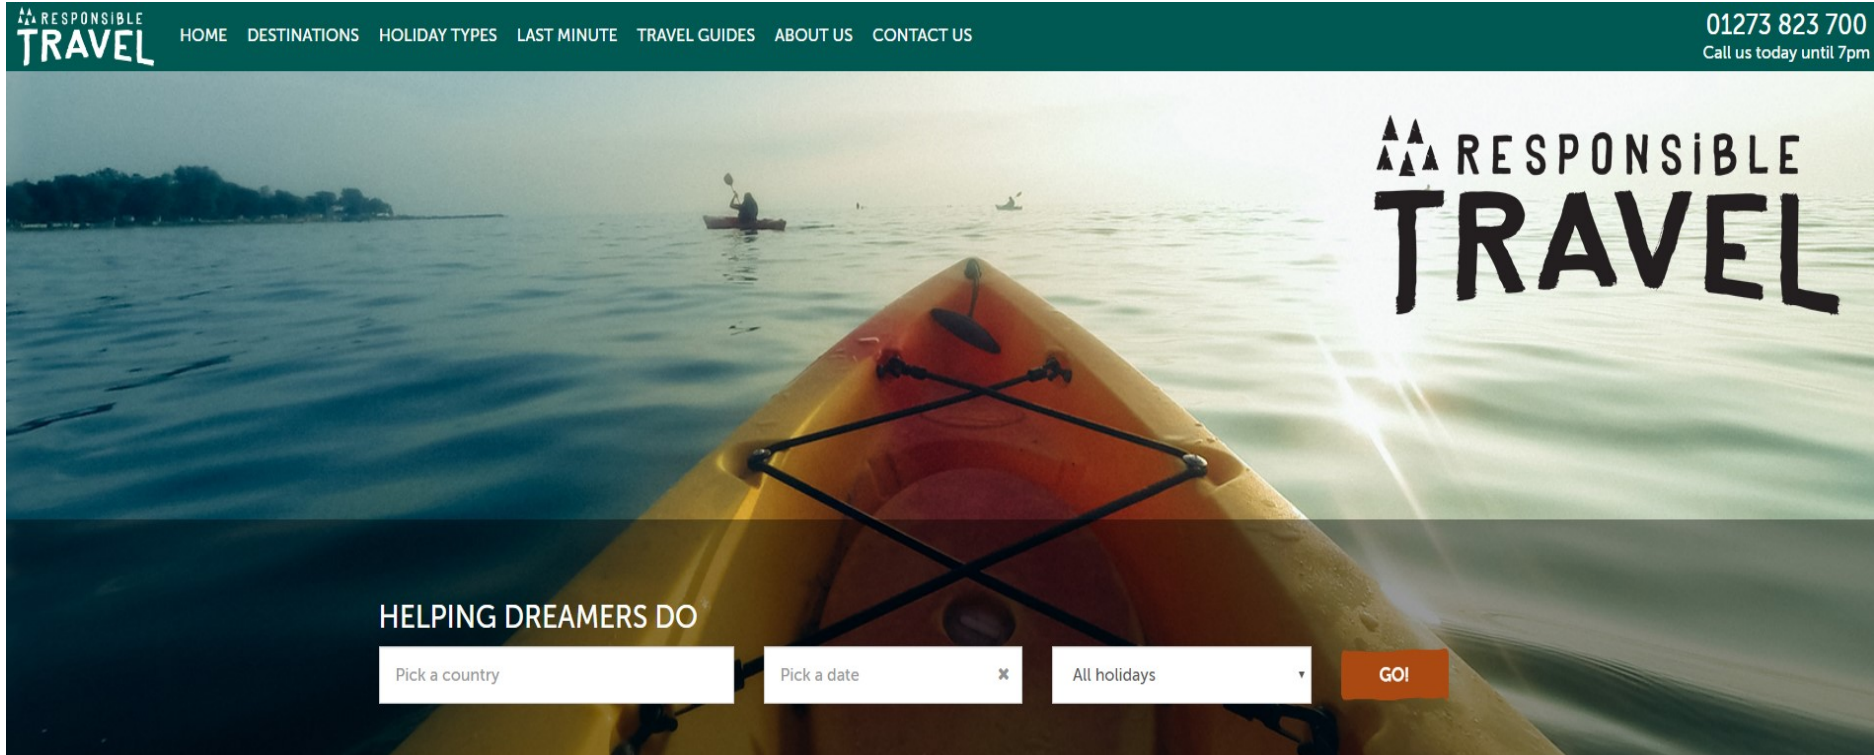 RESPONSiBLE
TRAVEL
HOME DESTINATIONS HOLIDAY TYPES LAST MINUTE TRAVEL GUIDES ABOUT US CONTACT US
01273 823 700
Call us today until 7pm
RESPONSiBLE
TRAVEL
HELPING DREAMERS DO
Pick a country
Pick a date ✖
All holidays ▾
GO!